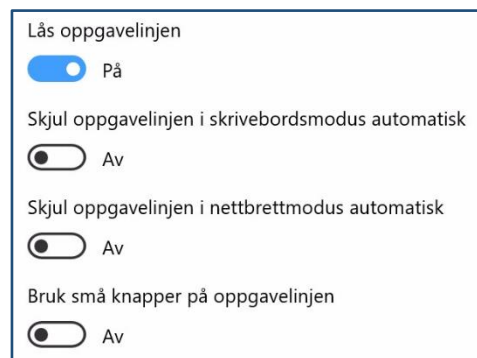 Lås oppgavelinjen
På
Skjul oppgavelinjen i skrivebordsmodus automatisk
Av
Skjul oppgavelinjen i nettbrettmodus automatisk
Av
Bruk små knapper på oppgavelinjen
Av